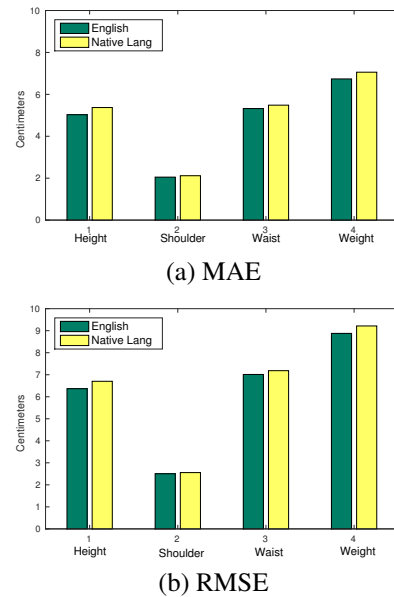 10
8
6
4
2
0
Centimeters
English
Native Lang
1 2 3 4
Height Shoulder Waist Weight
(a) MAE
10
9
8
7
6
5
4
3
2
1
0
Centimeters
English
Native Lang
1 2 3 4
Height Shoulder Waist Weight
(b) RMSE